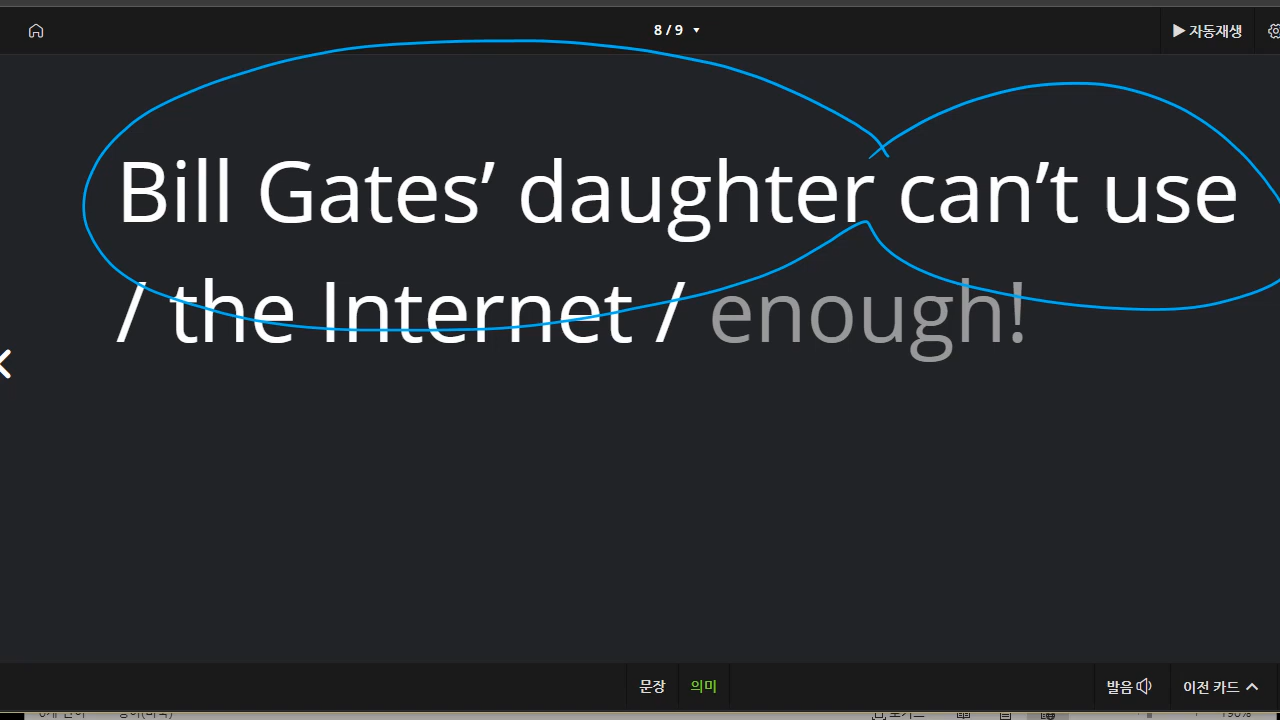 8 / 9
자동재생
Bill Gates’ daughter can’t use
/ the Internet / enough!
문장
의미
발음
이전 카드
190%